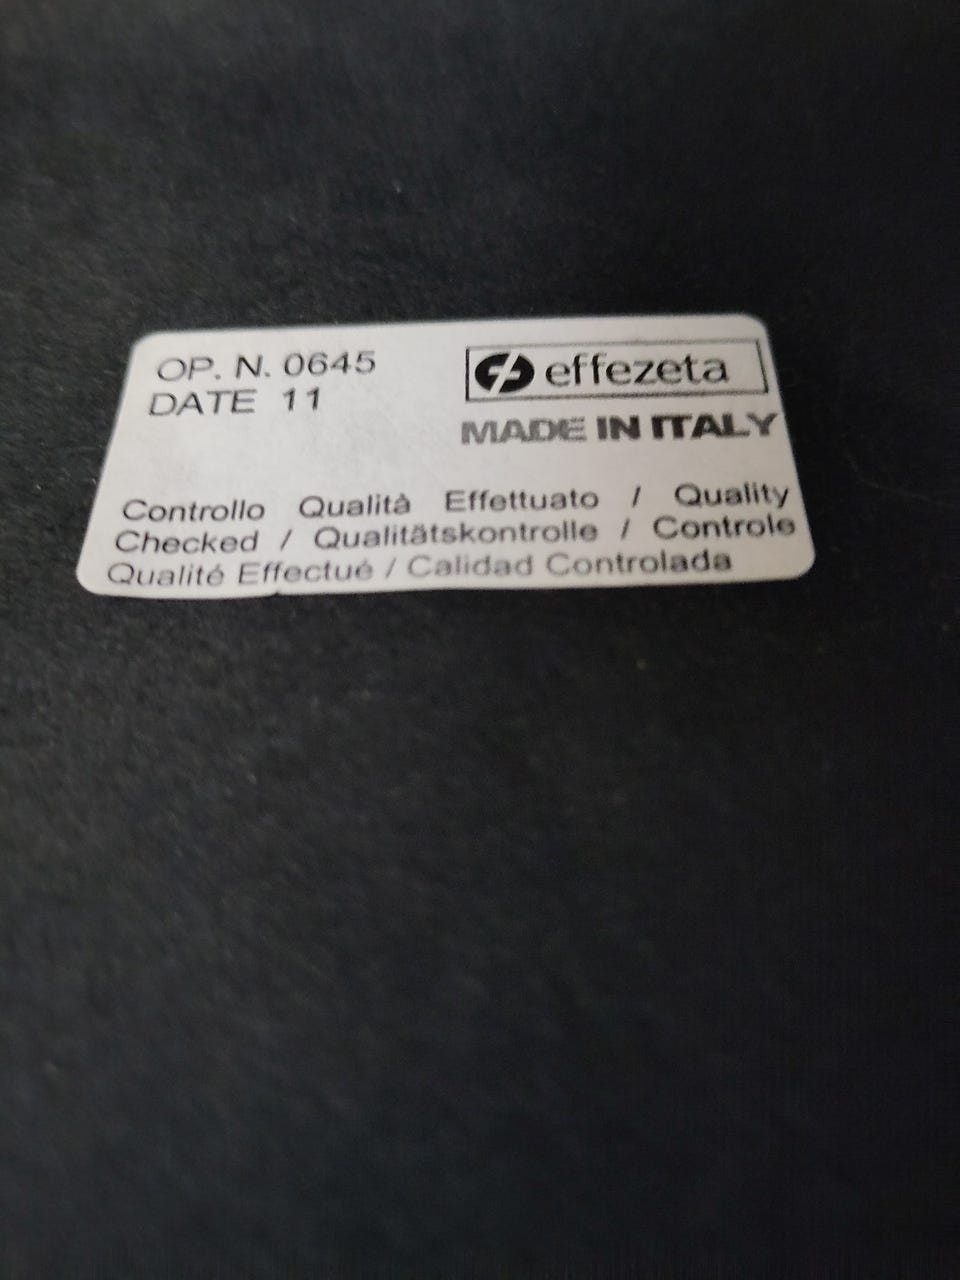 OP. N. 0645
DATE 11
effezeta
MADE IN ITALY
Controllo Qualità Effettuato / Quality
Checked / Qualitätskontrolle / Controle
Qualité Effectué / Calidad Controlada